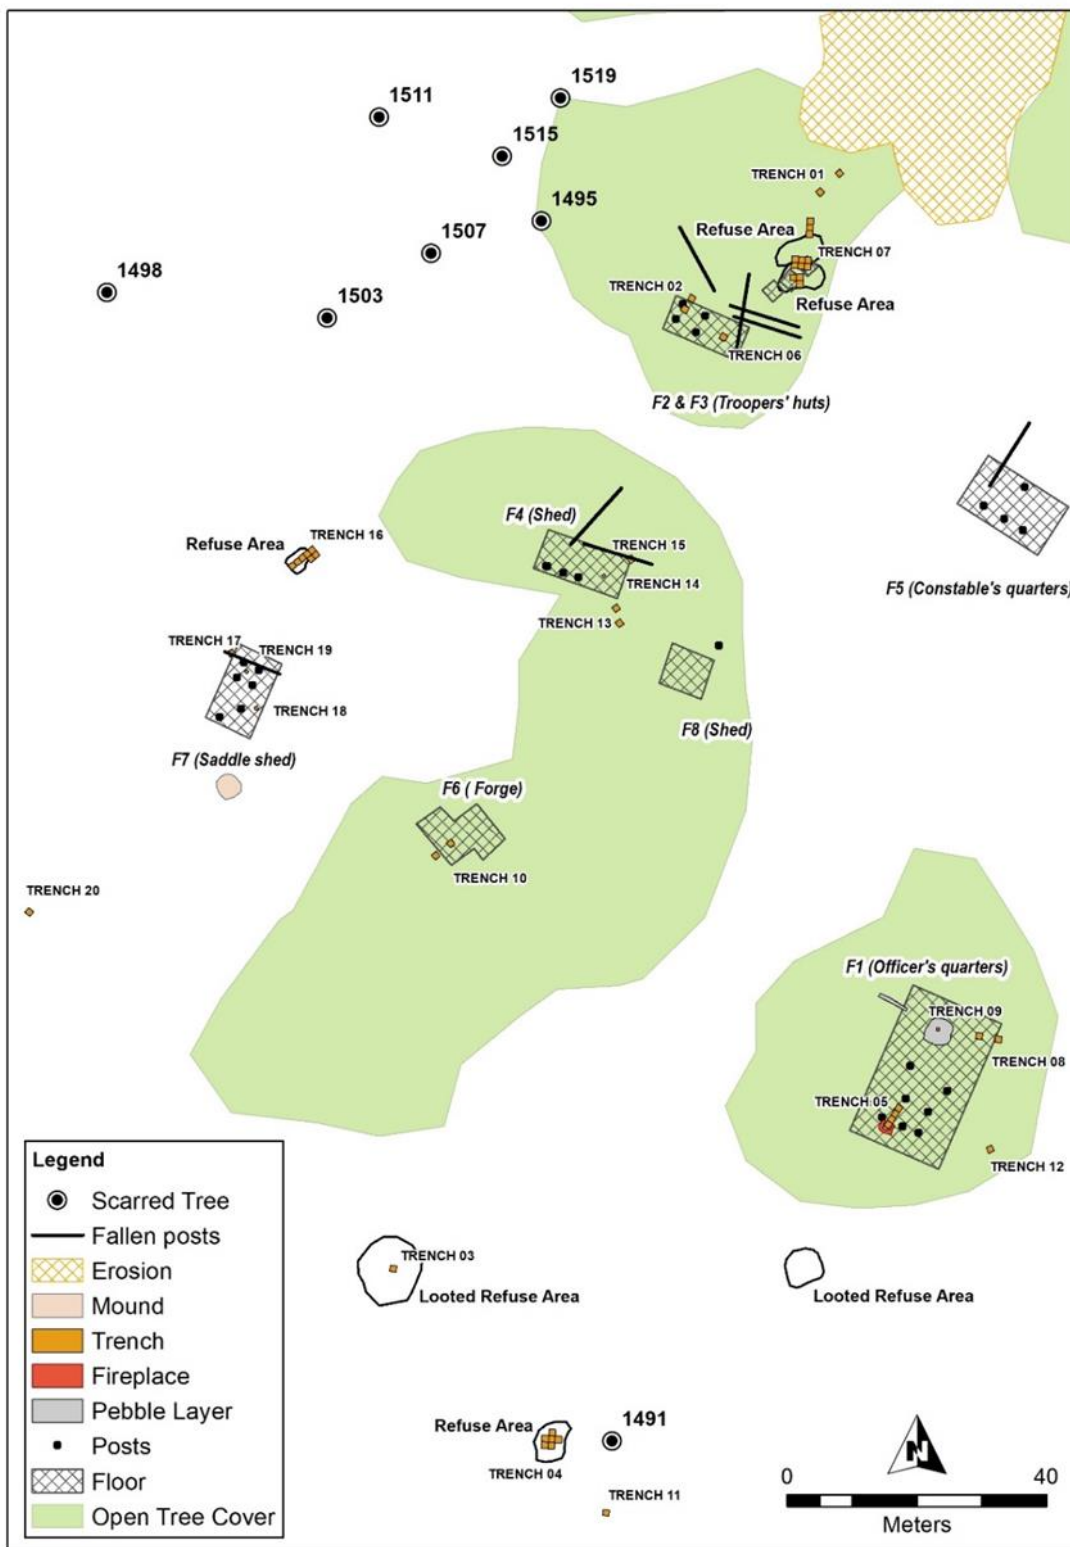 1519
1511
1515
TRENCH 01
1495
Refuse Area
1507
TRENCH 07
1498
TRENCH 02
Refuse Area
1503
TRENCH 06
F2 & F3 (Troopers' huts)
F4 (Shed)
TRENCH 16
Refuse Area
TRENCH 15
TRENCH 14
F5 (Constable's quarters)
TRENCH 13
TRENCH 17
TRENCH 19
TRENCH 18
F8 (Shed)
F7 (Saddle shed)
F6 ( Forge)
TRENCH 10
TRENCH 20
F1 (Officer's quarters)
TRENCH 09
TRENCH 08
TRENCH 05
TRENCH 12
TRENCH 03
Looted Refuse Area
Looted Refuse Area
1491
Refuse Area
TRENCH 04
TRENCH 11
Legend
Scarred Tree
Fallen posts
Erosion
Mound
Trench
Fireplace
Pebble Layer
Posts
Floor
Open Tree Cover
N
0 40
Meters